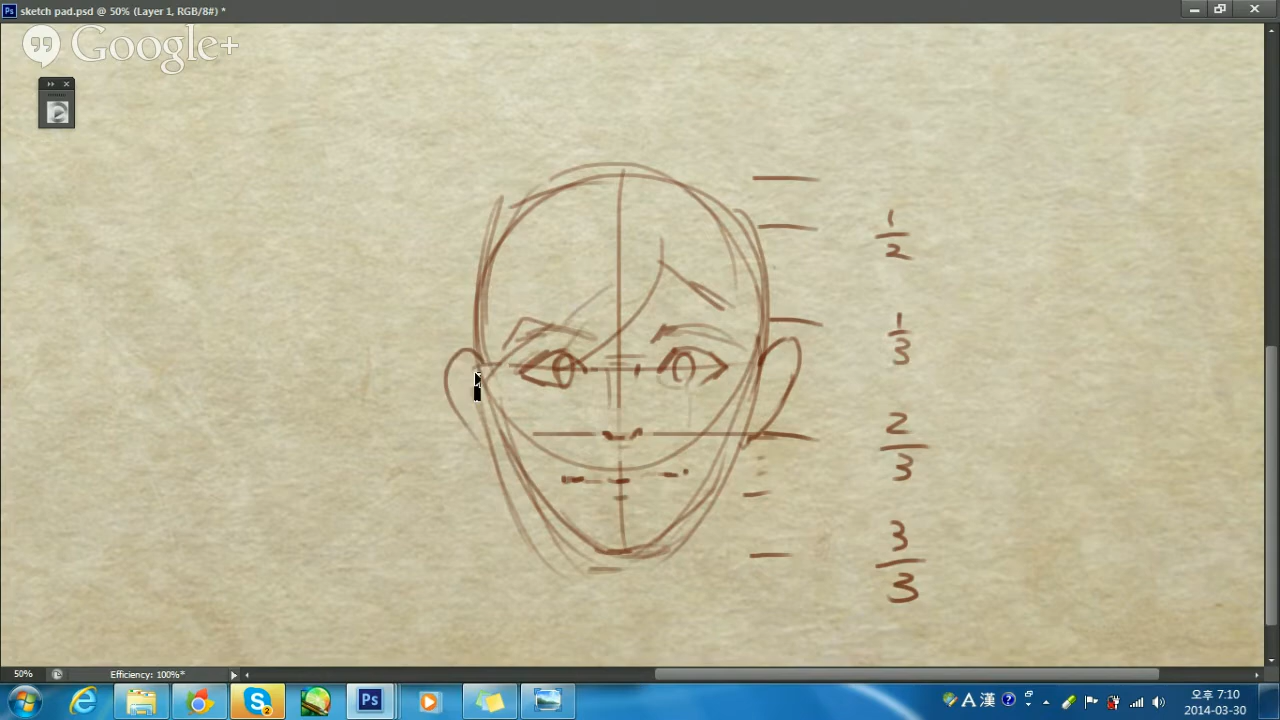 sketch pad.psd @ 50% (Layer 1, RGB/8#) *
Google+
1/2
1/3
2/3
3/3
50%
Efficiency: 100%*
A 漢
오후 7:10
2014-03-30